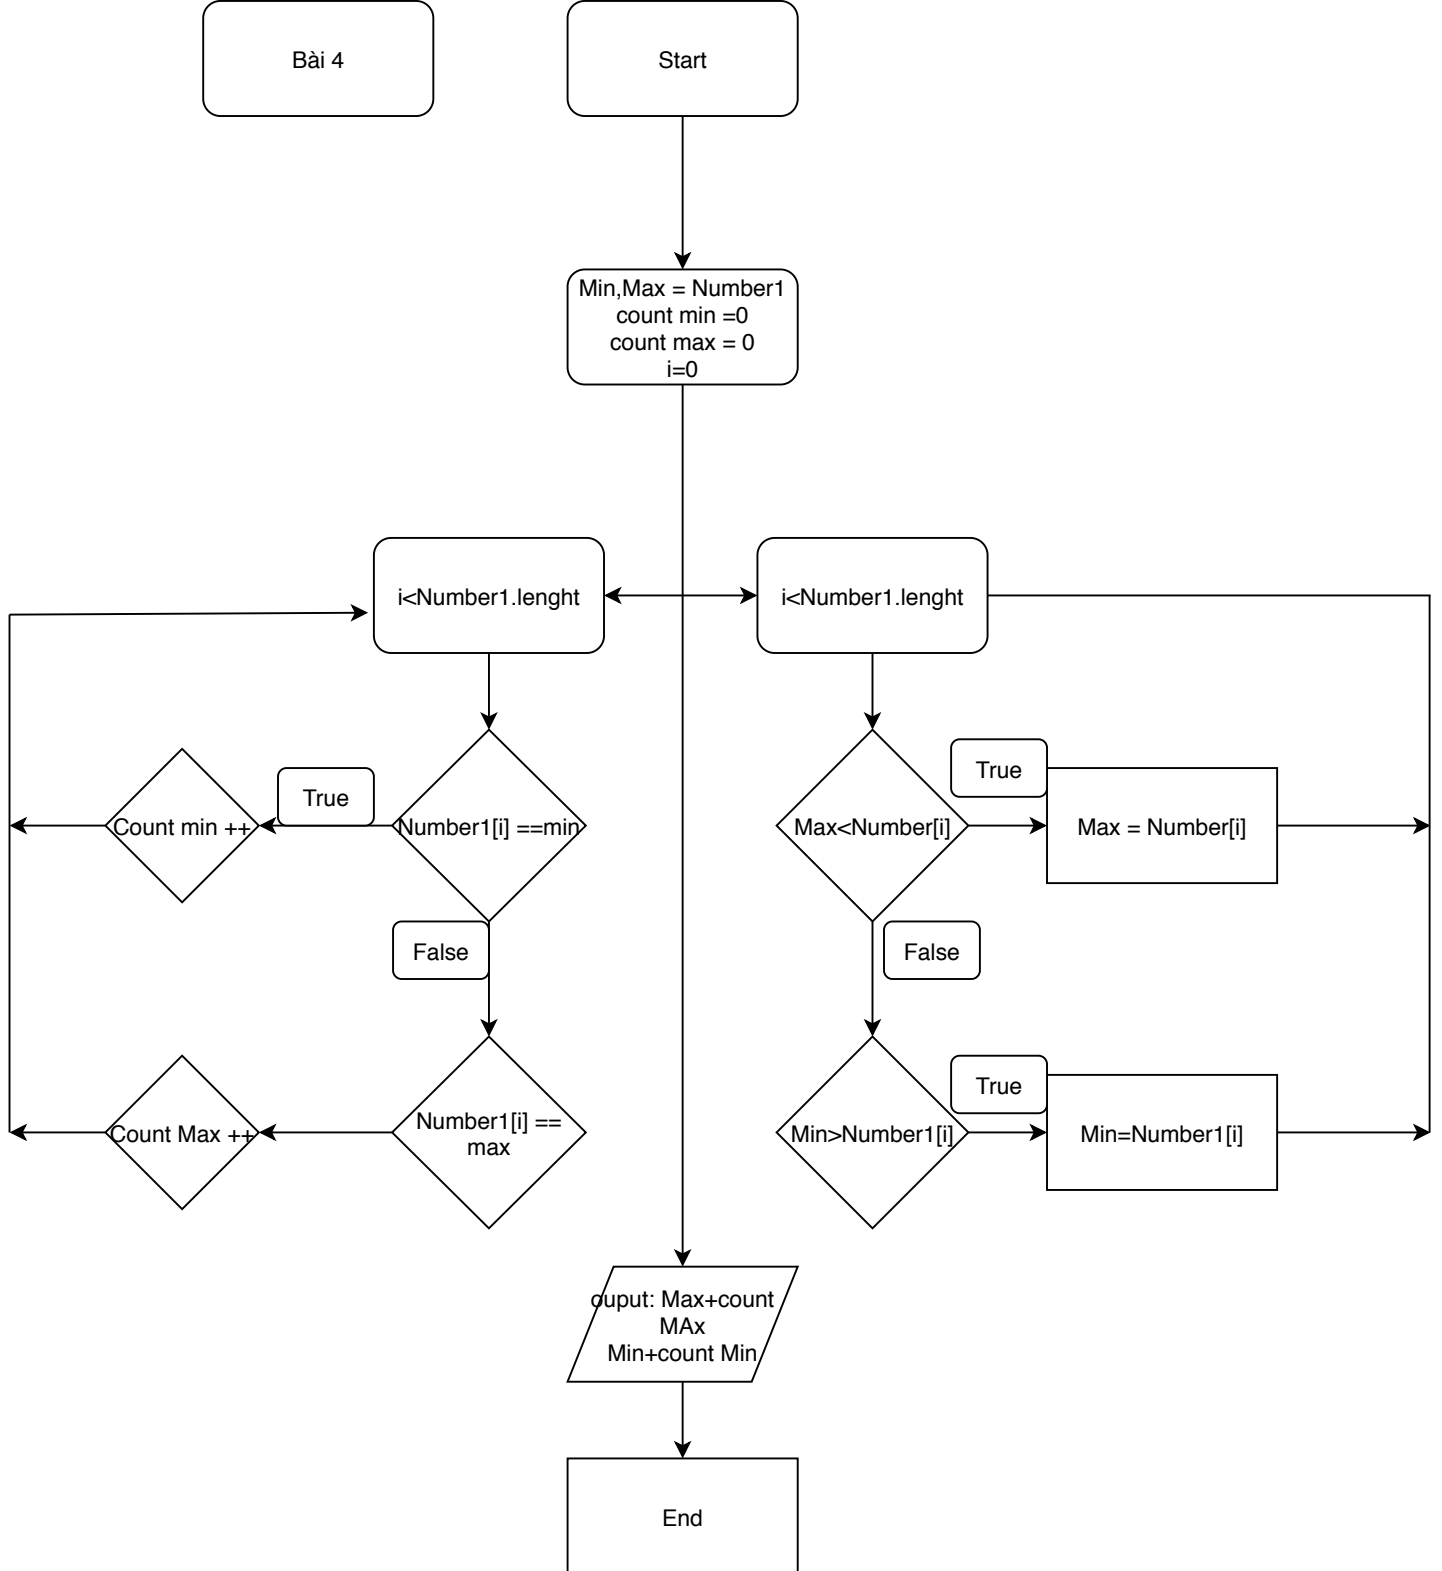 Bài 4
Start
Min,Max = Number1
count min =0
count max = 0
i=0
i<Number1.lenght
i<Number1.lenght
True
Count min ++
Number1[i] ==min
Max<Number[i]
True
Max = Number[i]
False
False
Count Max ++
Number1[i] ==
max
Min>Number1[i]
True
Min=Number1[i]
ouput: Max+count
MAx
Min+count Min
End